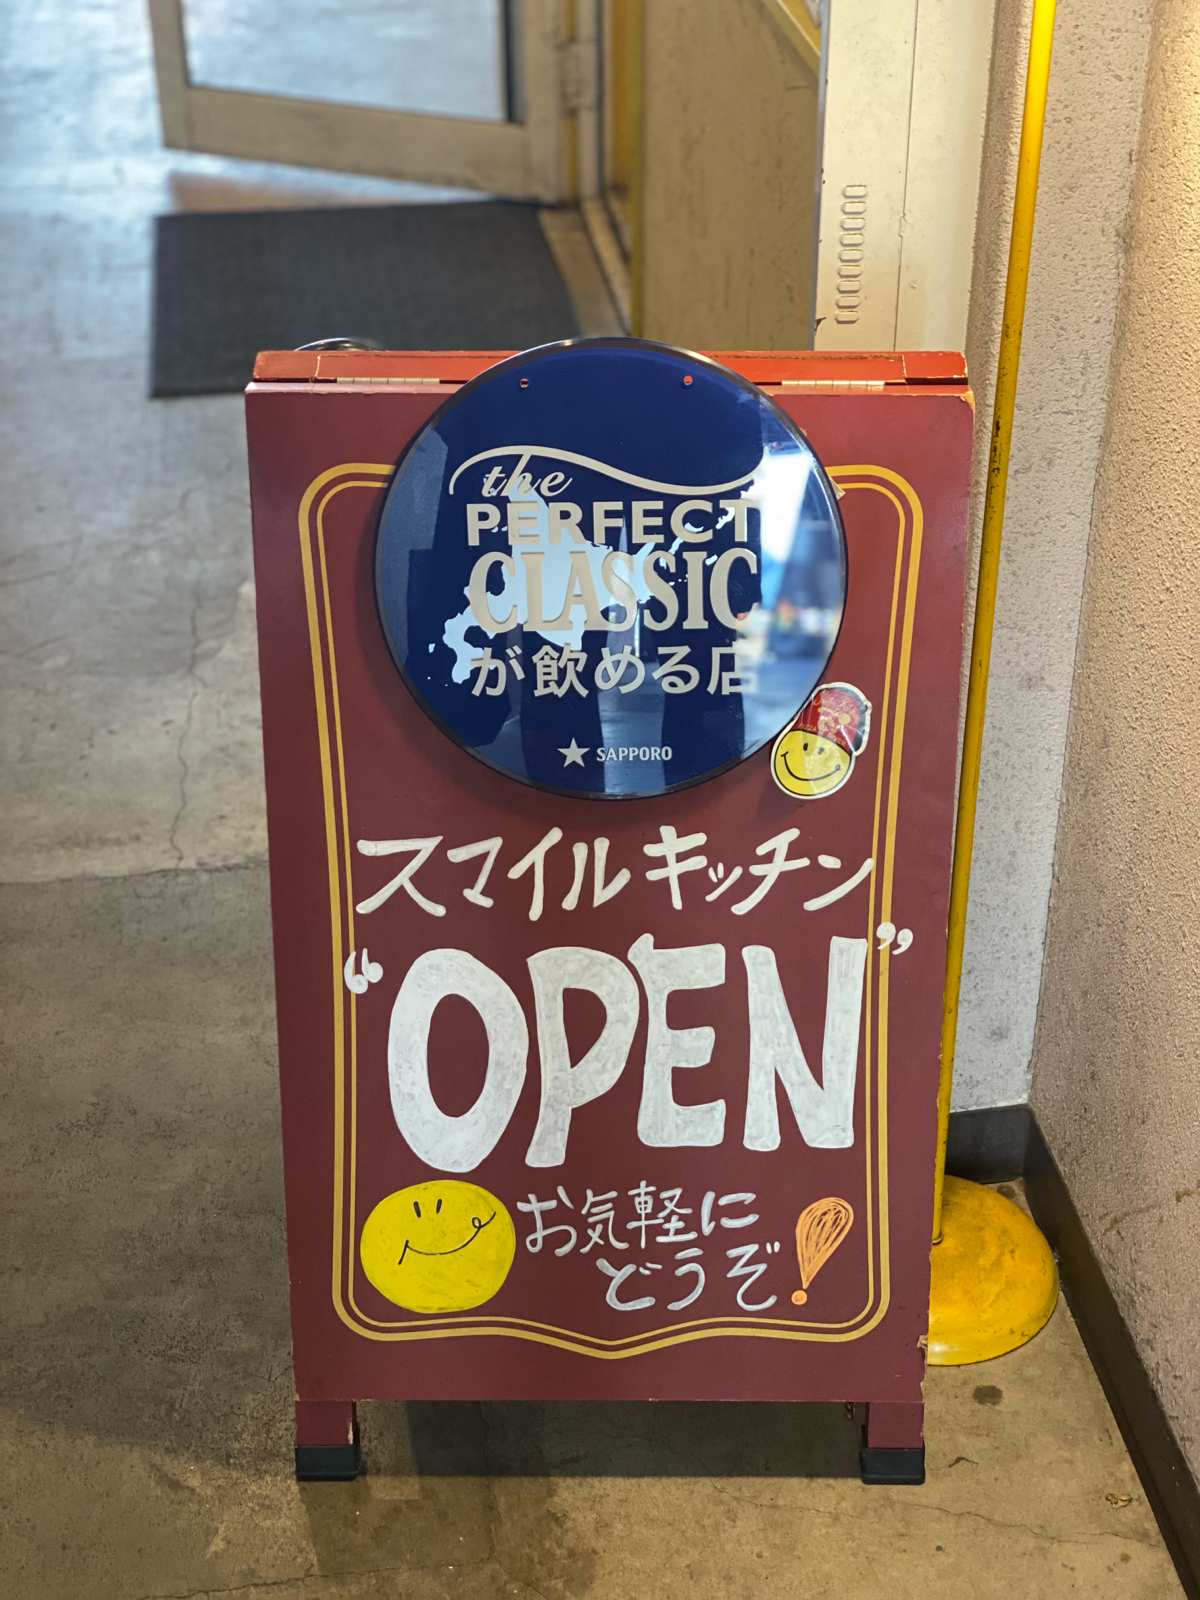 the
PERFECT
CLASSIC
が飲める店
★ SAPPORO
スマイルキッチン
“OPEN”
お気軽に
どうぞ!